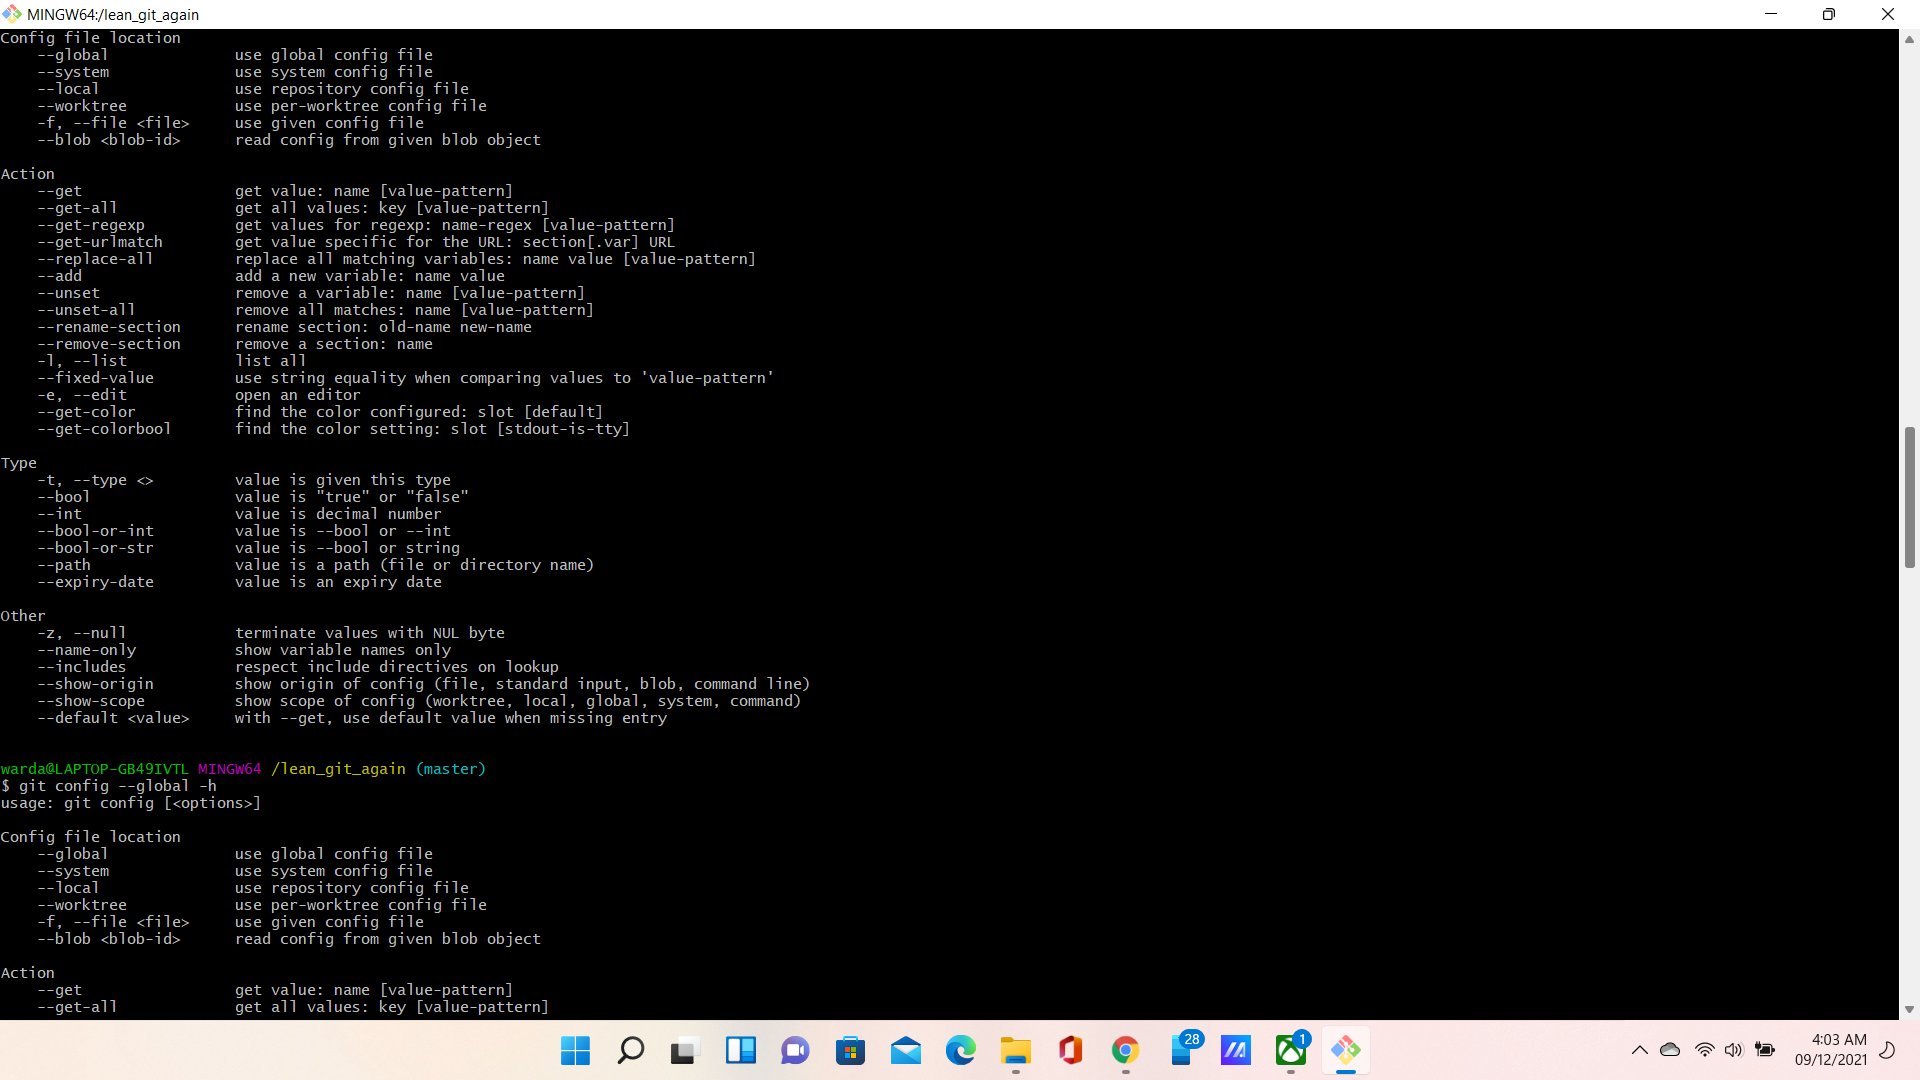 MINGW64:/lean_git_again
Config file location
    --global              use global config file
    --system              use system config file
    --local               use repository config file
    --worktree            use per-worktree config file
    -f, --file <file>     use given config file
    --blob <blob-id>      read config from given blob object

Action
    --get                 get value: name [value-pattern]
    --get-all             get all values: key [value-pattern]
    --get-regexp          get values for regexp: name-regex [value-pattern]
    --get-urlmatch        get value specific for the URL: section[.var] URL
    --replace-all         replace all matching variables: name value [value-pattern]
    --add                 add a new variable: name value
    --unset               remove a variable: name [value-pattern]
    --unset-all           remove all matches: name [value-pattern]
    --rename-section      rename section: old-name new-name
    --remove-section      remove a section: name
    -l, --list            list all
    --fixed-value         use string equality when comparing values to 'value-pattern'
    -e, --edit            open an editor
    --get-color           find the color configured: slot [default]
    --get-colorbool       find the color setting: slot [stdout-is-tty]

Type
    -t, --type <>         value is given this type
    --bool                value is "true" or "false"
    --int                 value is decimal number
    --bool-or-int         value is --bool or --int
    --bool-or-str         value is --bool or string
    --path                value is a path (file or directory name)
    --expiry-date         value is an expiry date

Other
    -z, --null            terminate values with NUL byte
    --name-only           show variable names only
    --includes            respect include directives on lookup
    --show-origin         show origin of config (file, standard input, blob, command line)
    --show-scope          show scope of config (worktree, local, global, system, command)
    --default <value>     with --get, use default value when missing entry

warda@LAPTOP-GB49IVTL MINGW64 /lean_git_again (master)
$ git config --global -h
usage: git config [<options>]

Config file location
    --global              use global config file
    --system              use system config file
    --local               use repository config file
    --worktree            use per-worktree config file
    -f, --file <file>     use given config file
    --blob <blob-id>      read config from given blob object

Action
    --get                 get value: name [value-pattern]
    --get-all             get all values: key [value-pattern]
28
1
4:03 AM
09/12/2021